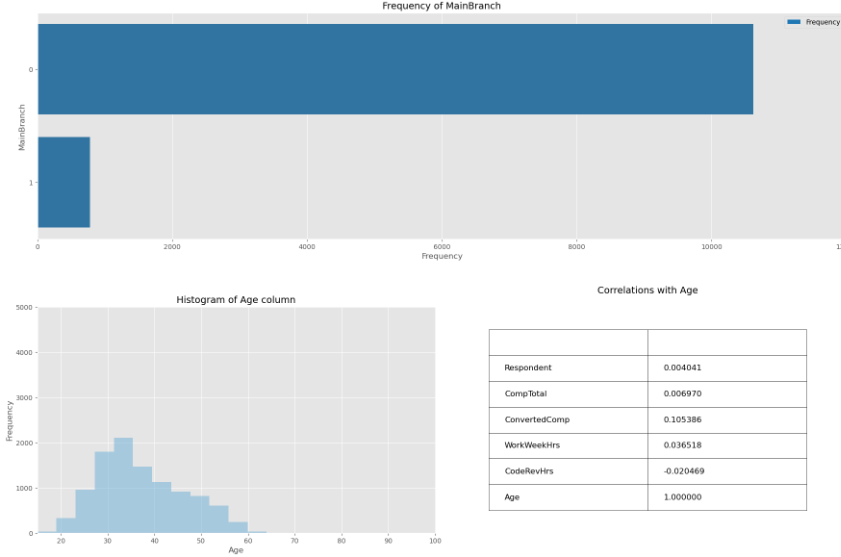 Frequency of MainBranch
Frequency
0
1
MainBranch
0 2000 4000 6000 8000 10000
Frequency
Histogram of Age column
5000
4000
3000
2000
1000
0
Frequency
20 30 40 50 60 70 80 90 100
Age
Correlations with Age
Respondent 0.004041
CompTotal 0.006970
ConvertedComp 0.105386
WorkWeekHrs 0.036518
CodeRevHrs -0.020469
Age 1.000000